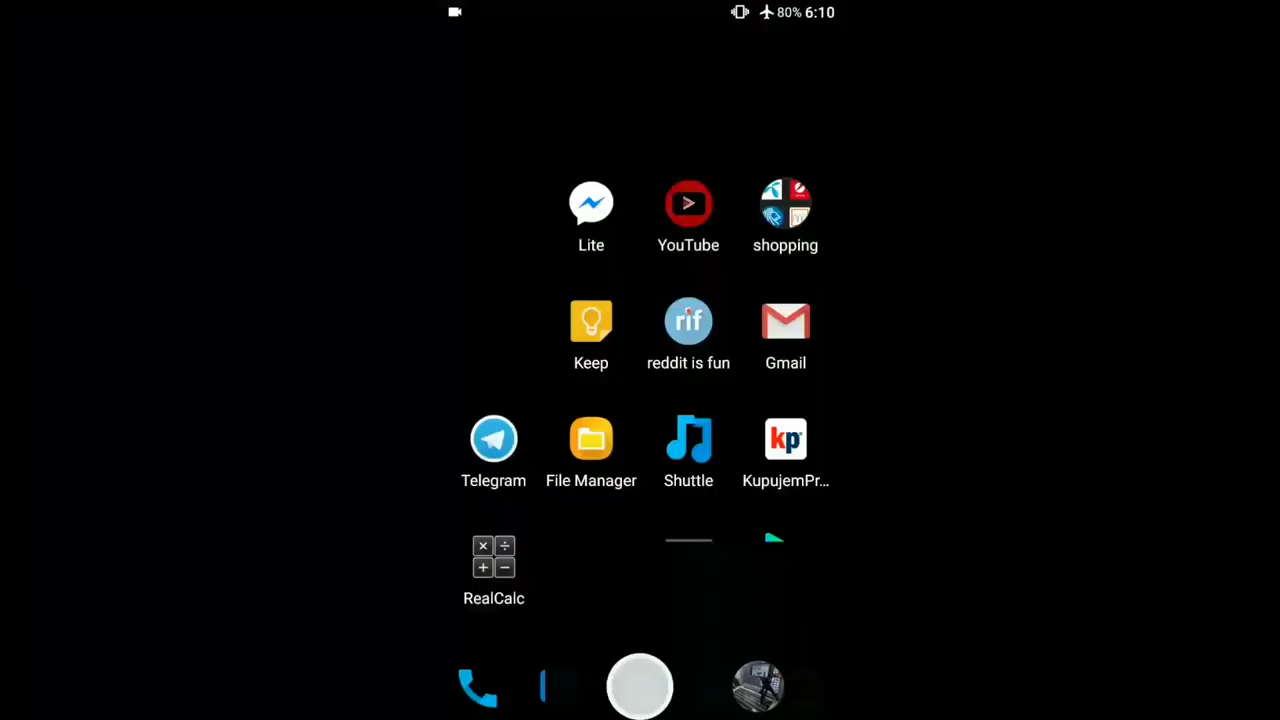 80% 6:10
Lite YouTube shopping
rif
Keep reddit is fun Gmail
kp
Telegram File Manager Shuttle KupujemPr...
RealCalc